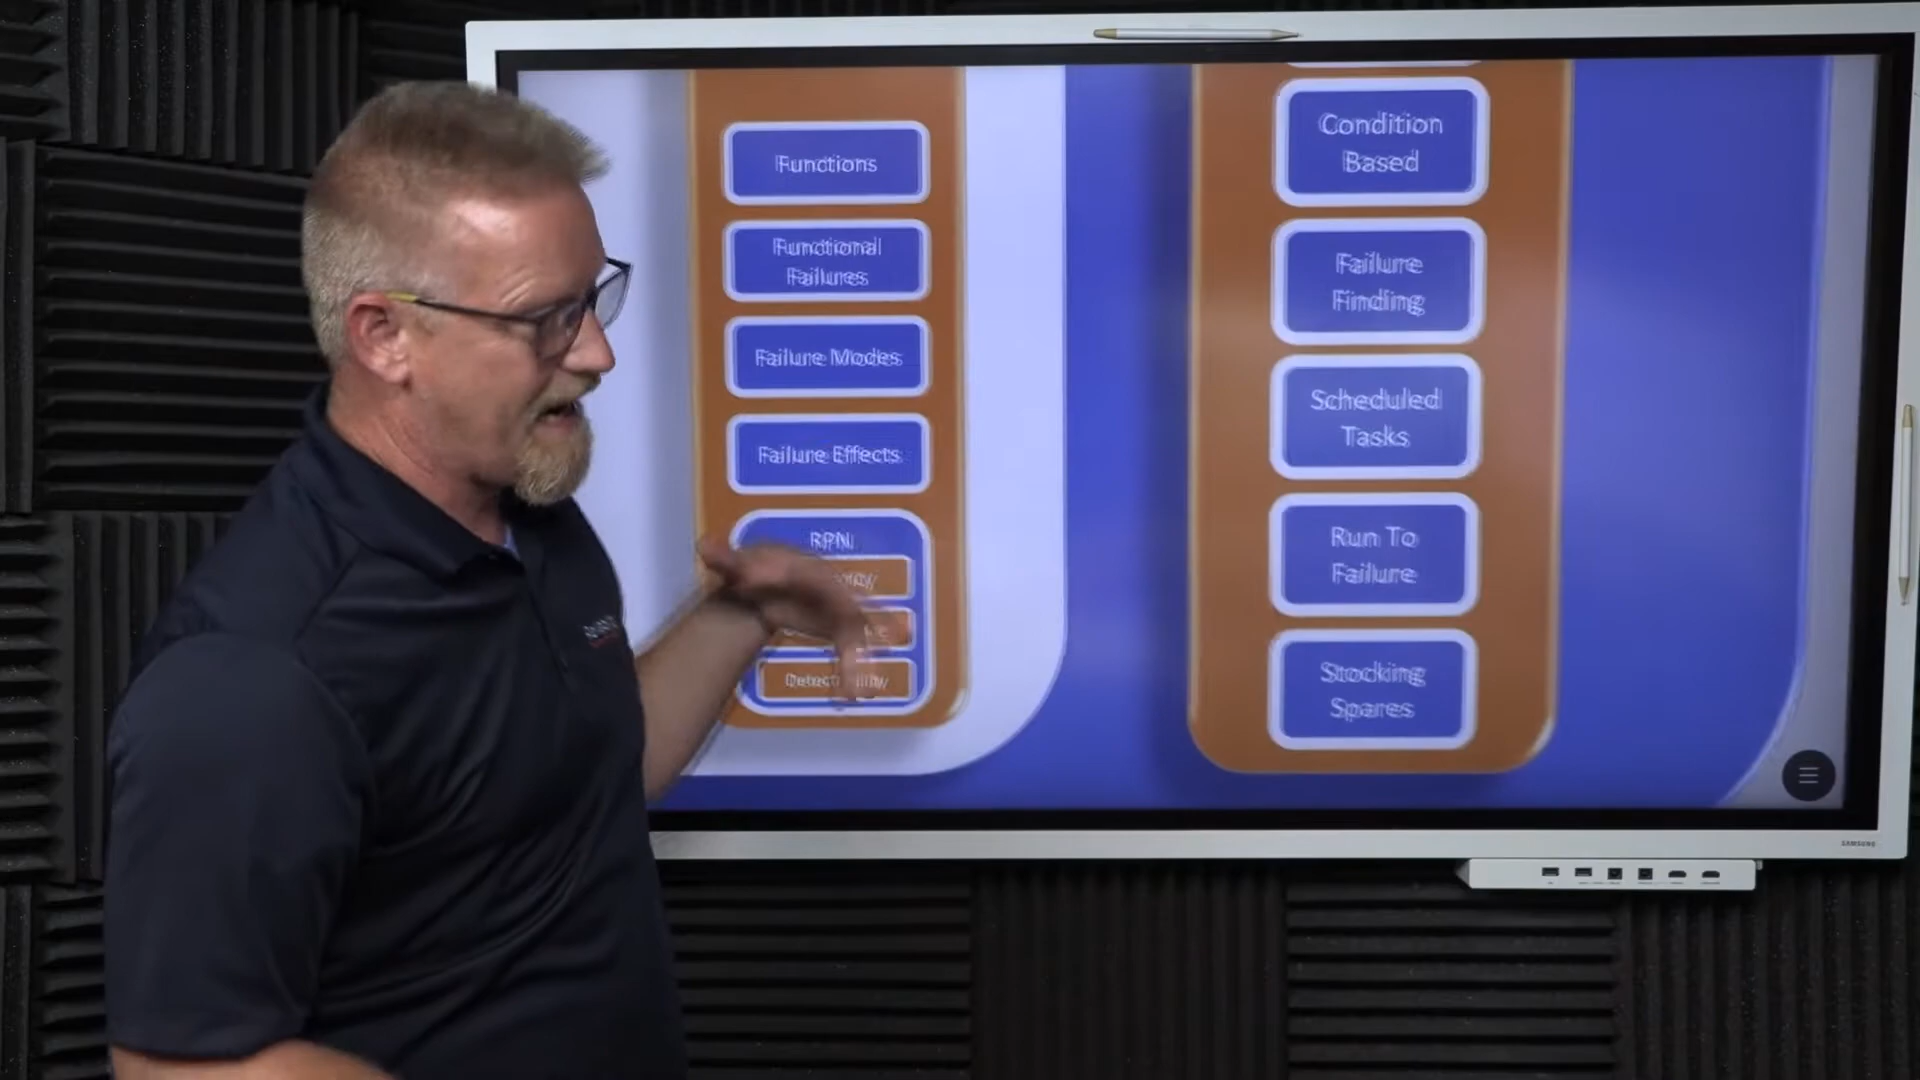 Functions
Functional
Failures
Failure Modes
Failure Effects
RPN
Condition
Based
Failure
Finding
Scheduled
Tasks
Run To
Failure
Stocking
Spares
SAMSUNG